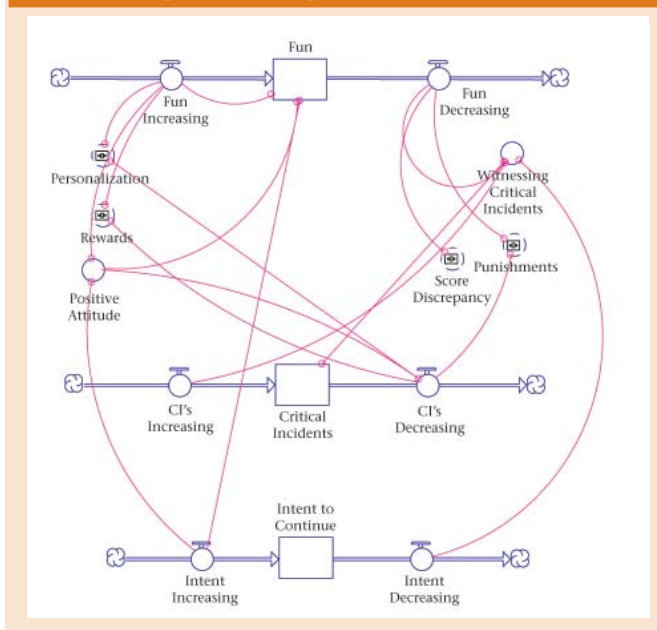 Fun
Fun
Increasing
Fun
Decreasing
Personalization
Witnessing
Critical
Incidents
Rewards
Punishments
Score
Discrepancy
Positive
Attitude
CI's
Increasing
Critical
Incidents
CI's
Decreasing
Intent to
Continue
Intent
Increasing
Intent
Decreasing